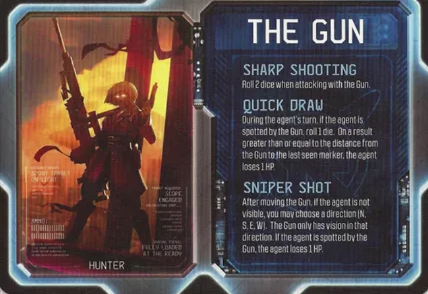 THE GUN
SHARP SHOOTING
Roll 2 dice when attacking with the Gun.
QUICK DRAW
During the agent's turn, if the agent is
spotted by the Gun, roll 1 die. On a result
greater than or equal to the distance from
the Gun to the last seen marker, the agent
loses 1 HP.
SNIPER SHOT
After moving the Gun, if the agent is not
visible, you may choose a direction (N,
S, E, W). The Gun only has vision in that
direction. If the agent is spotted by the
Gun, the agent loses 1 HP.
SCOPE
ENGAGED
FULLY LOADED
AT THE READY
HUNTER